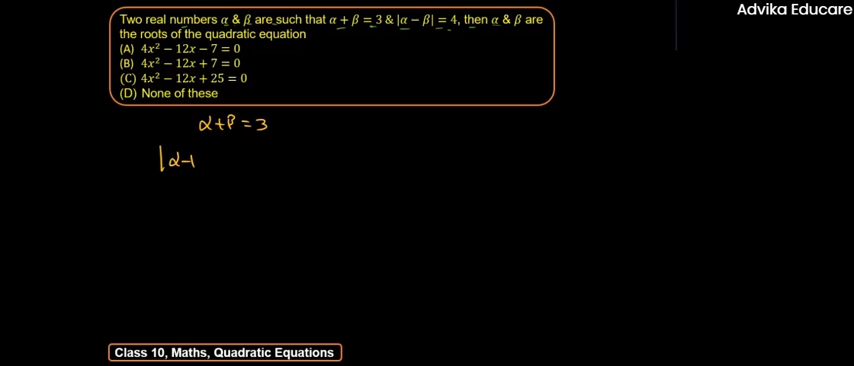 Advika Educare
Two real numbers α & β are such that α + β = 3 & |α − β| = 4, then α & β are
the roots of the quadratic equation
(A) 4x² − 12x − 7 = 0
(B) 4x² − 12x + 7 = 0
(C) 4x² − 12x + 25 = 0
(D) None of these
α+β = 3
|α-
Class 10, Maths, Quadratic Equations